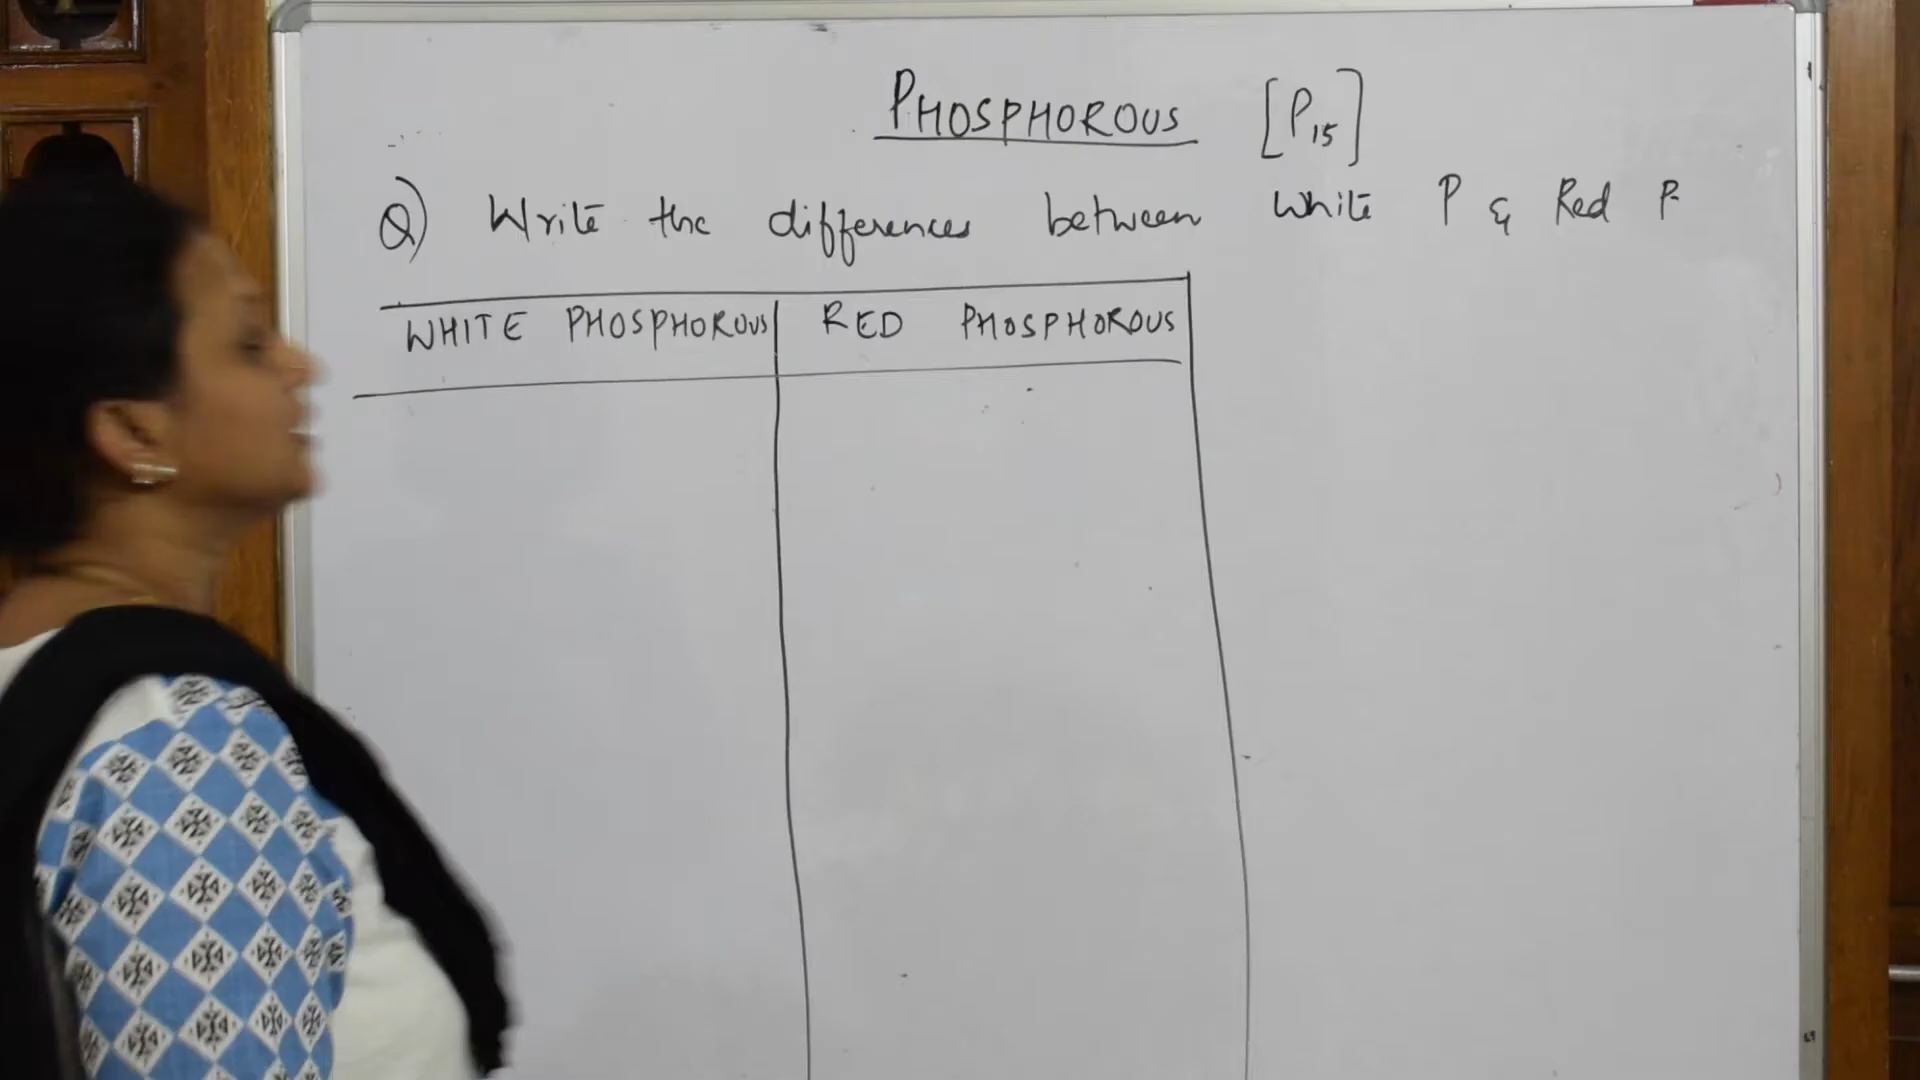 PHOSPHOROUS [P15]
Q) Write the differences between White P & Red P
WHITE PHOSPHOROUS RED PHOSPHOROUS